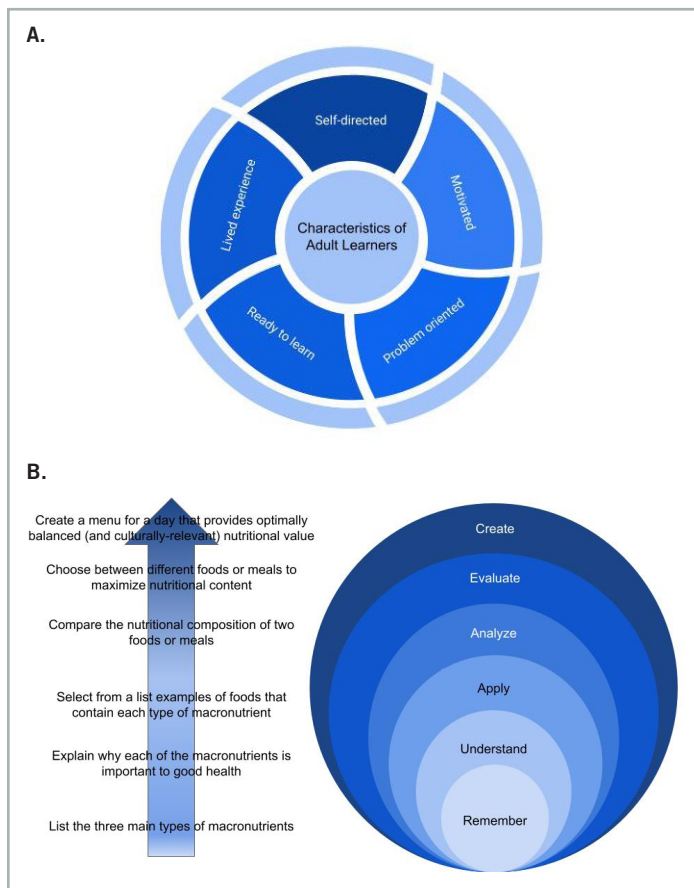 A.
Self-directed
Lived experience
Motivated
Characteristics of
Adult Learners
Ready to learn
Problem oriented
B.
Create a menu for a day that provides optimally
balanced (and culturally-relevant) nutritional value
Choose between different foods or meals to
maximize nutritional content
Compare the nutritional composition of two
foods or meals
Select from a list examples of foods that
contain each type of macronutrient
Explain why each of the macronutrients is
important to good health
List the three main types of macronutrients
Create
Evaluate
Analyze
Apply
Understand
Remember